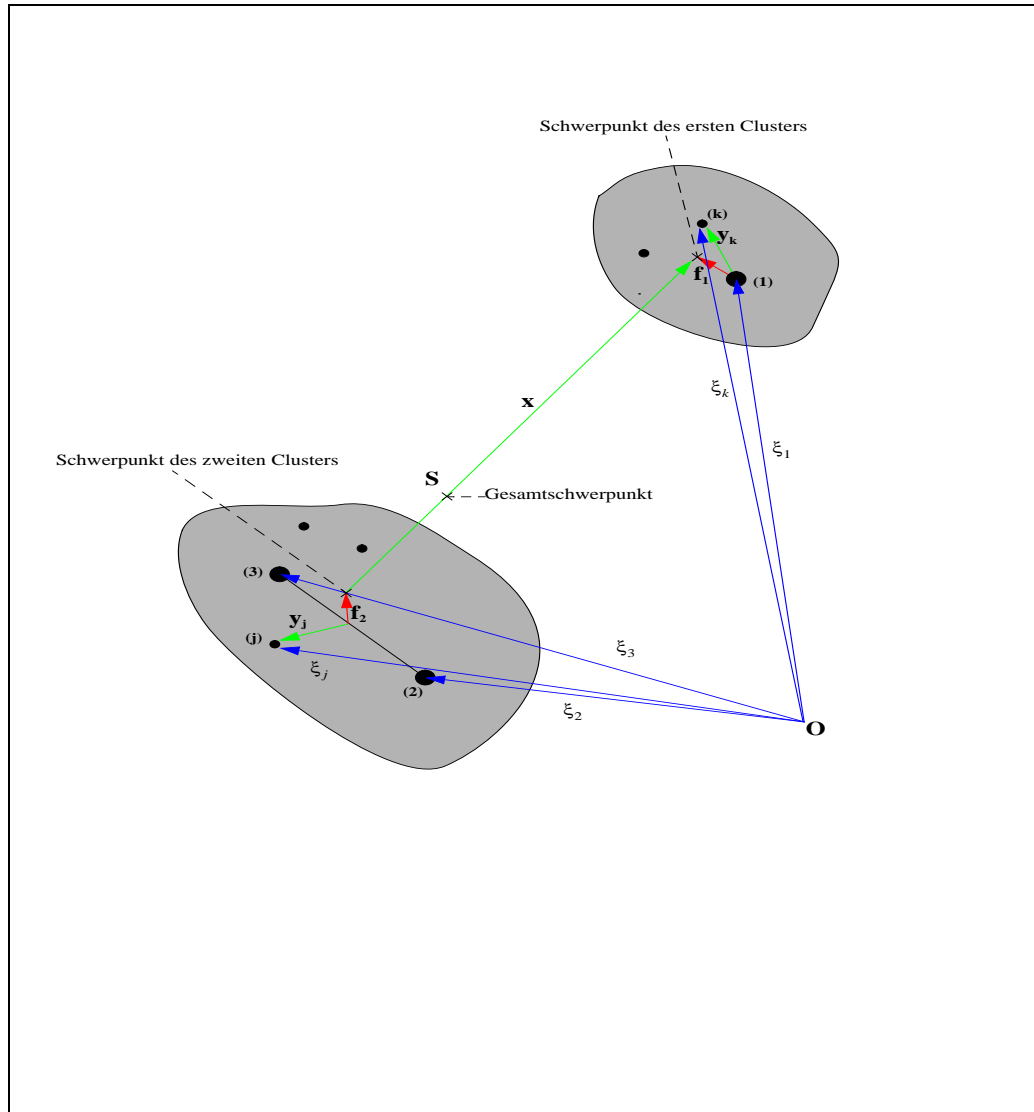 Schwerpunkt des ersten Clusters
(k)
y_k
f_1
(1)
x
ξ_k
ξ_1
Schwerpunkt des zweiten Clusters
S
Gesamtschwerpunkt
(3)
y_j
f_2
(j)
ξ_j
(2)
ξ_3
ξ_2
O